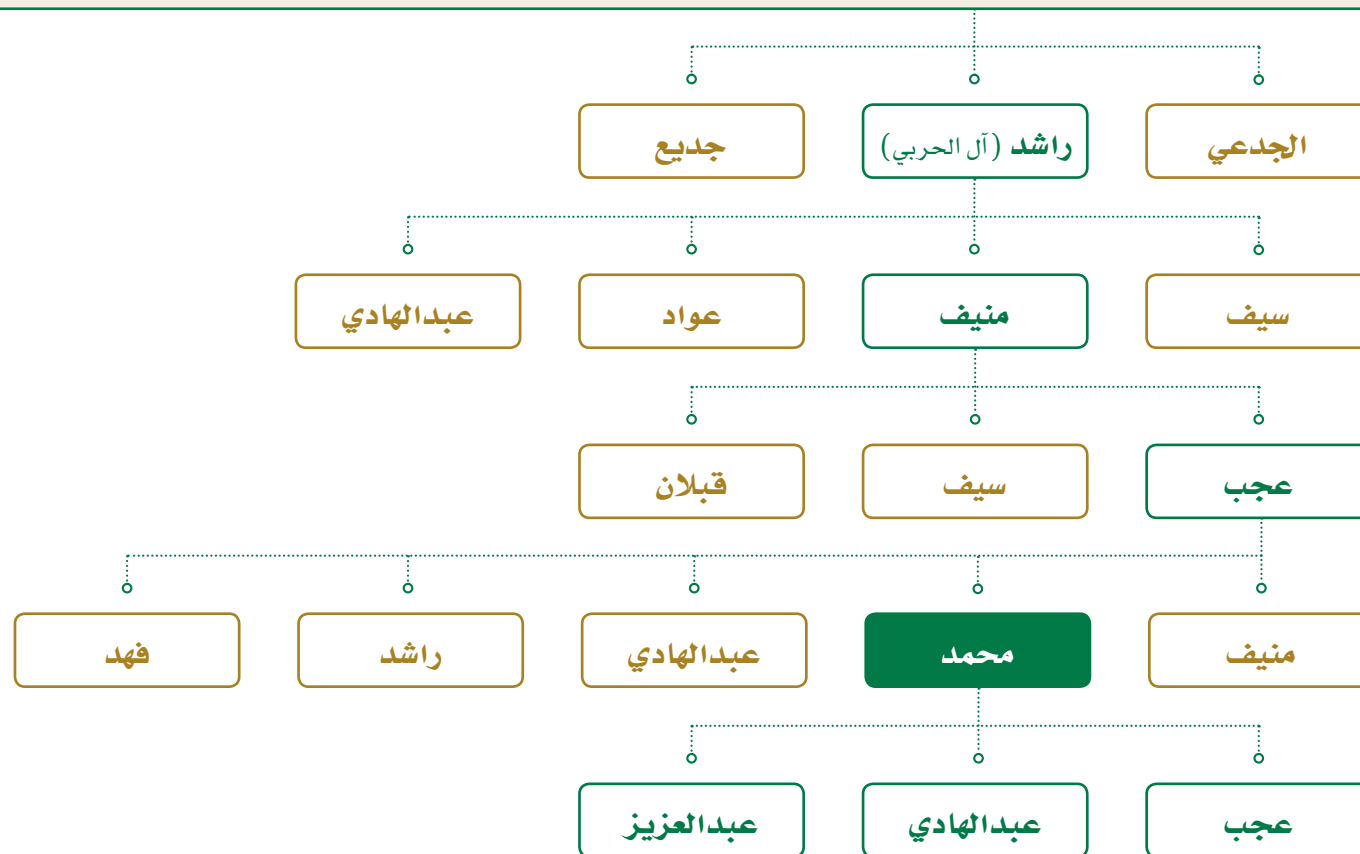 الجدعي
راشد (آل الحربي)
جديع
سيف
منيف
عواد
عبدالهادي
عجب
سيف
قبلان
منيف
محمد
عبدالهادي
راشد
فهد
عجب
عبدالهادي
عبدالعزيز